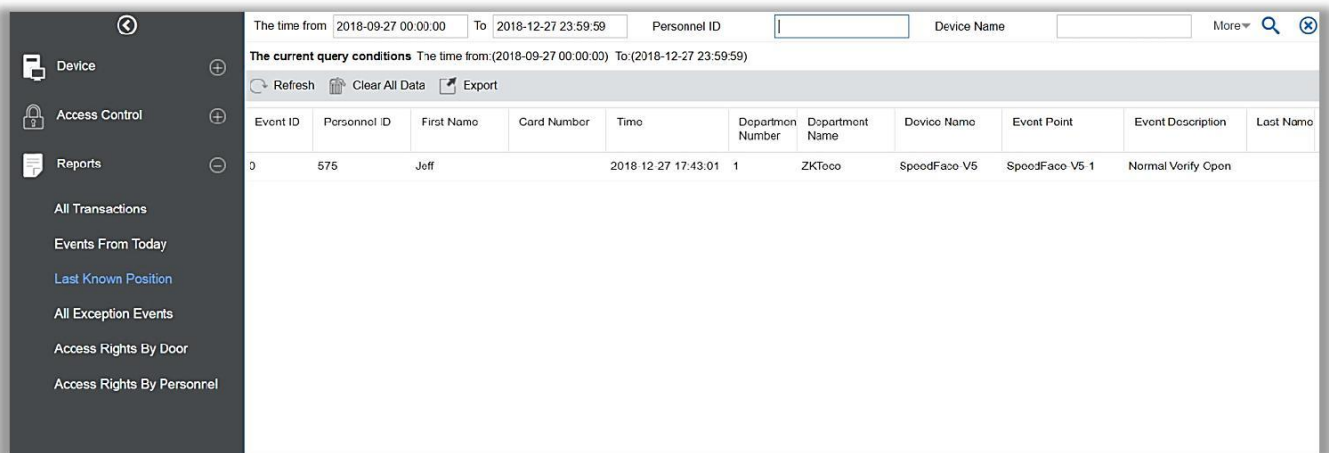 The time from 2018-09-27 00:00:00 To 2018-12-27 23:59:59 Personnel ID Device Name More
The current query conditions The time from:(2018-09-27 00:00:00) To:(2018-12-27 23:59:59)
Refresh Clear All Data Export
Device
Access Control
Reports
All Transactions
Events From Today
Last Known Position
All Exception Events
Access Rights By Door
Access Rights By Personnel
Event ID Personnel ID First Name Card Number Time Departmen Department Device Name Event Point Event Description Last Name
Number Name
0 575 Jeff 2018-12-27 17:43:01 1 ZKTeco SpeedFace-V5 SpeedFace-V5-1 Normal Verify Open